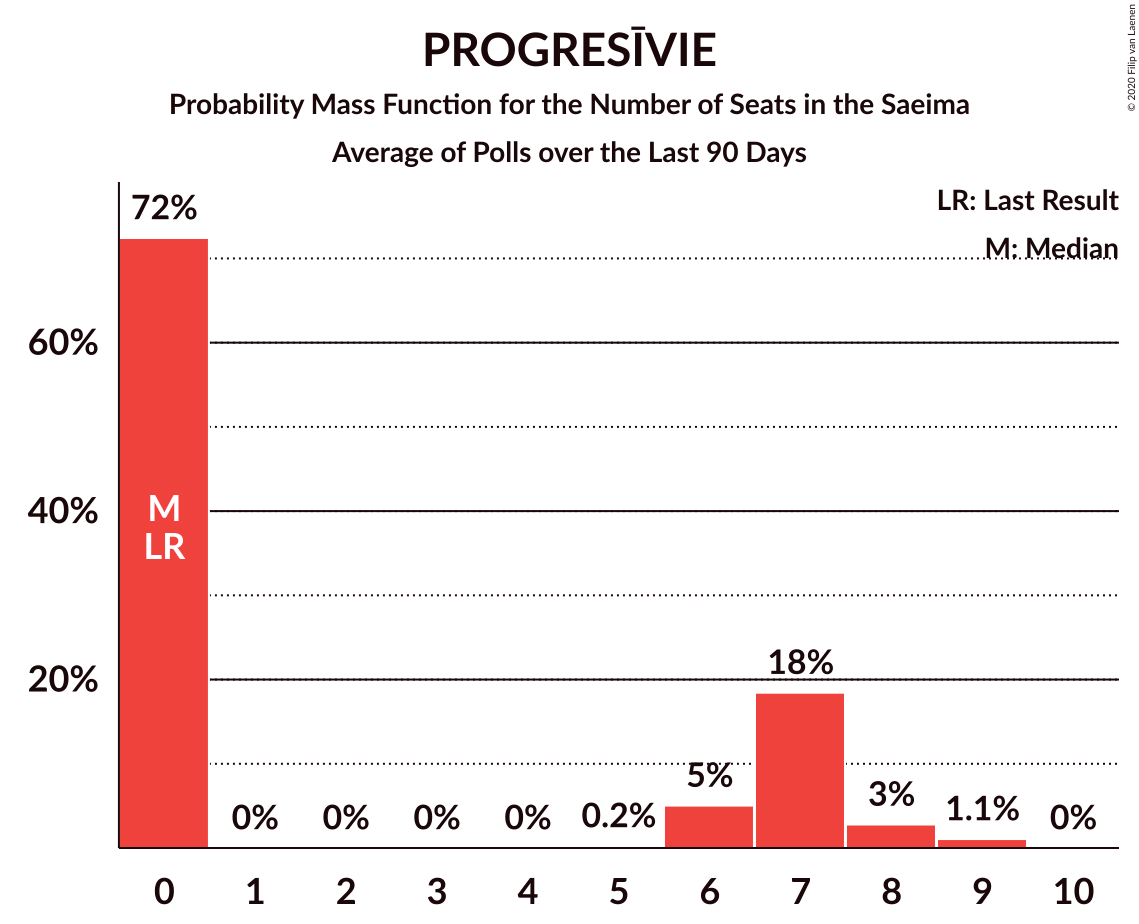 PROGRESĪVIE
Probability Mass Function for the Number of Seats in the Saeima
Average of Polls over the Last 90 Days
© 2020 Filip van Laenen
LR: Last Result
M: Median
72%
60%
40%
20%
M
LR
0%
0%
0%
0%
0.2%
5%
18%
3%
1.1%
0%
0 1 2 3 4 5 6 7 8 9 10